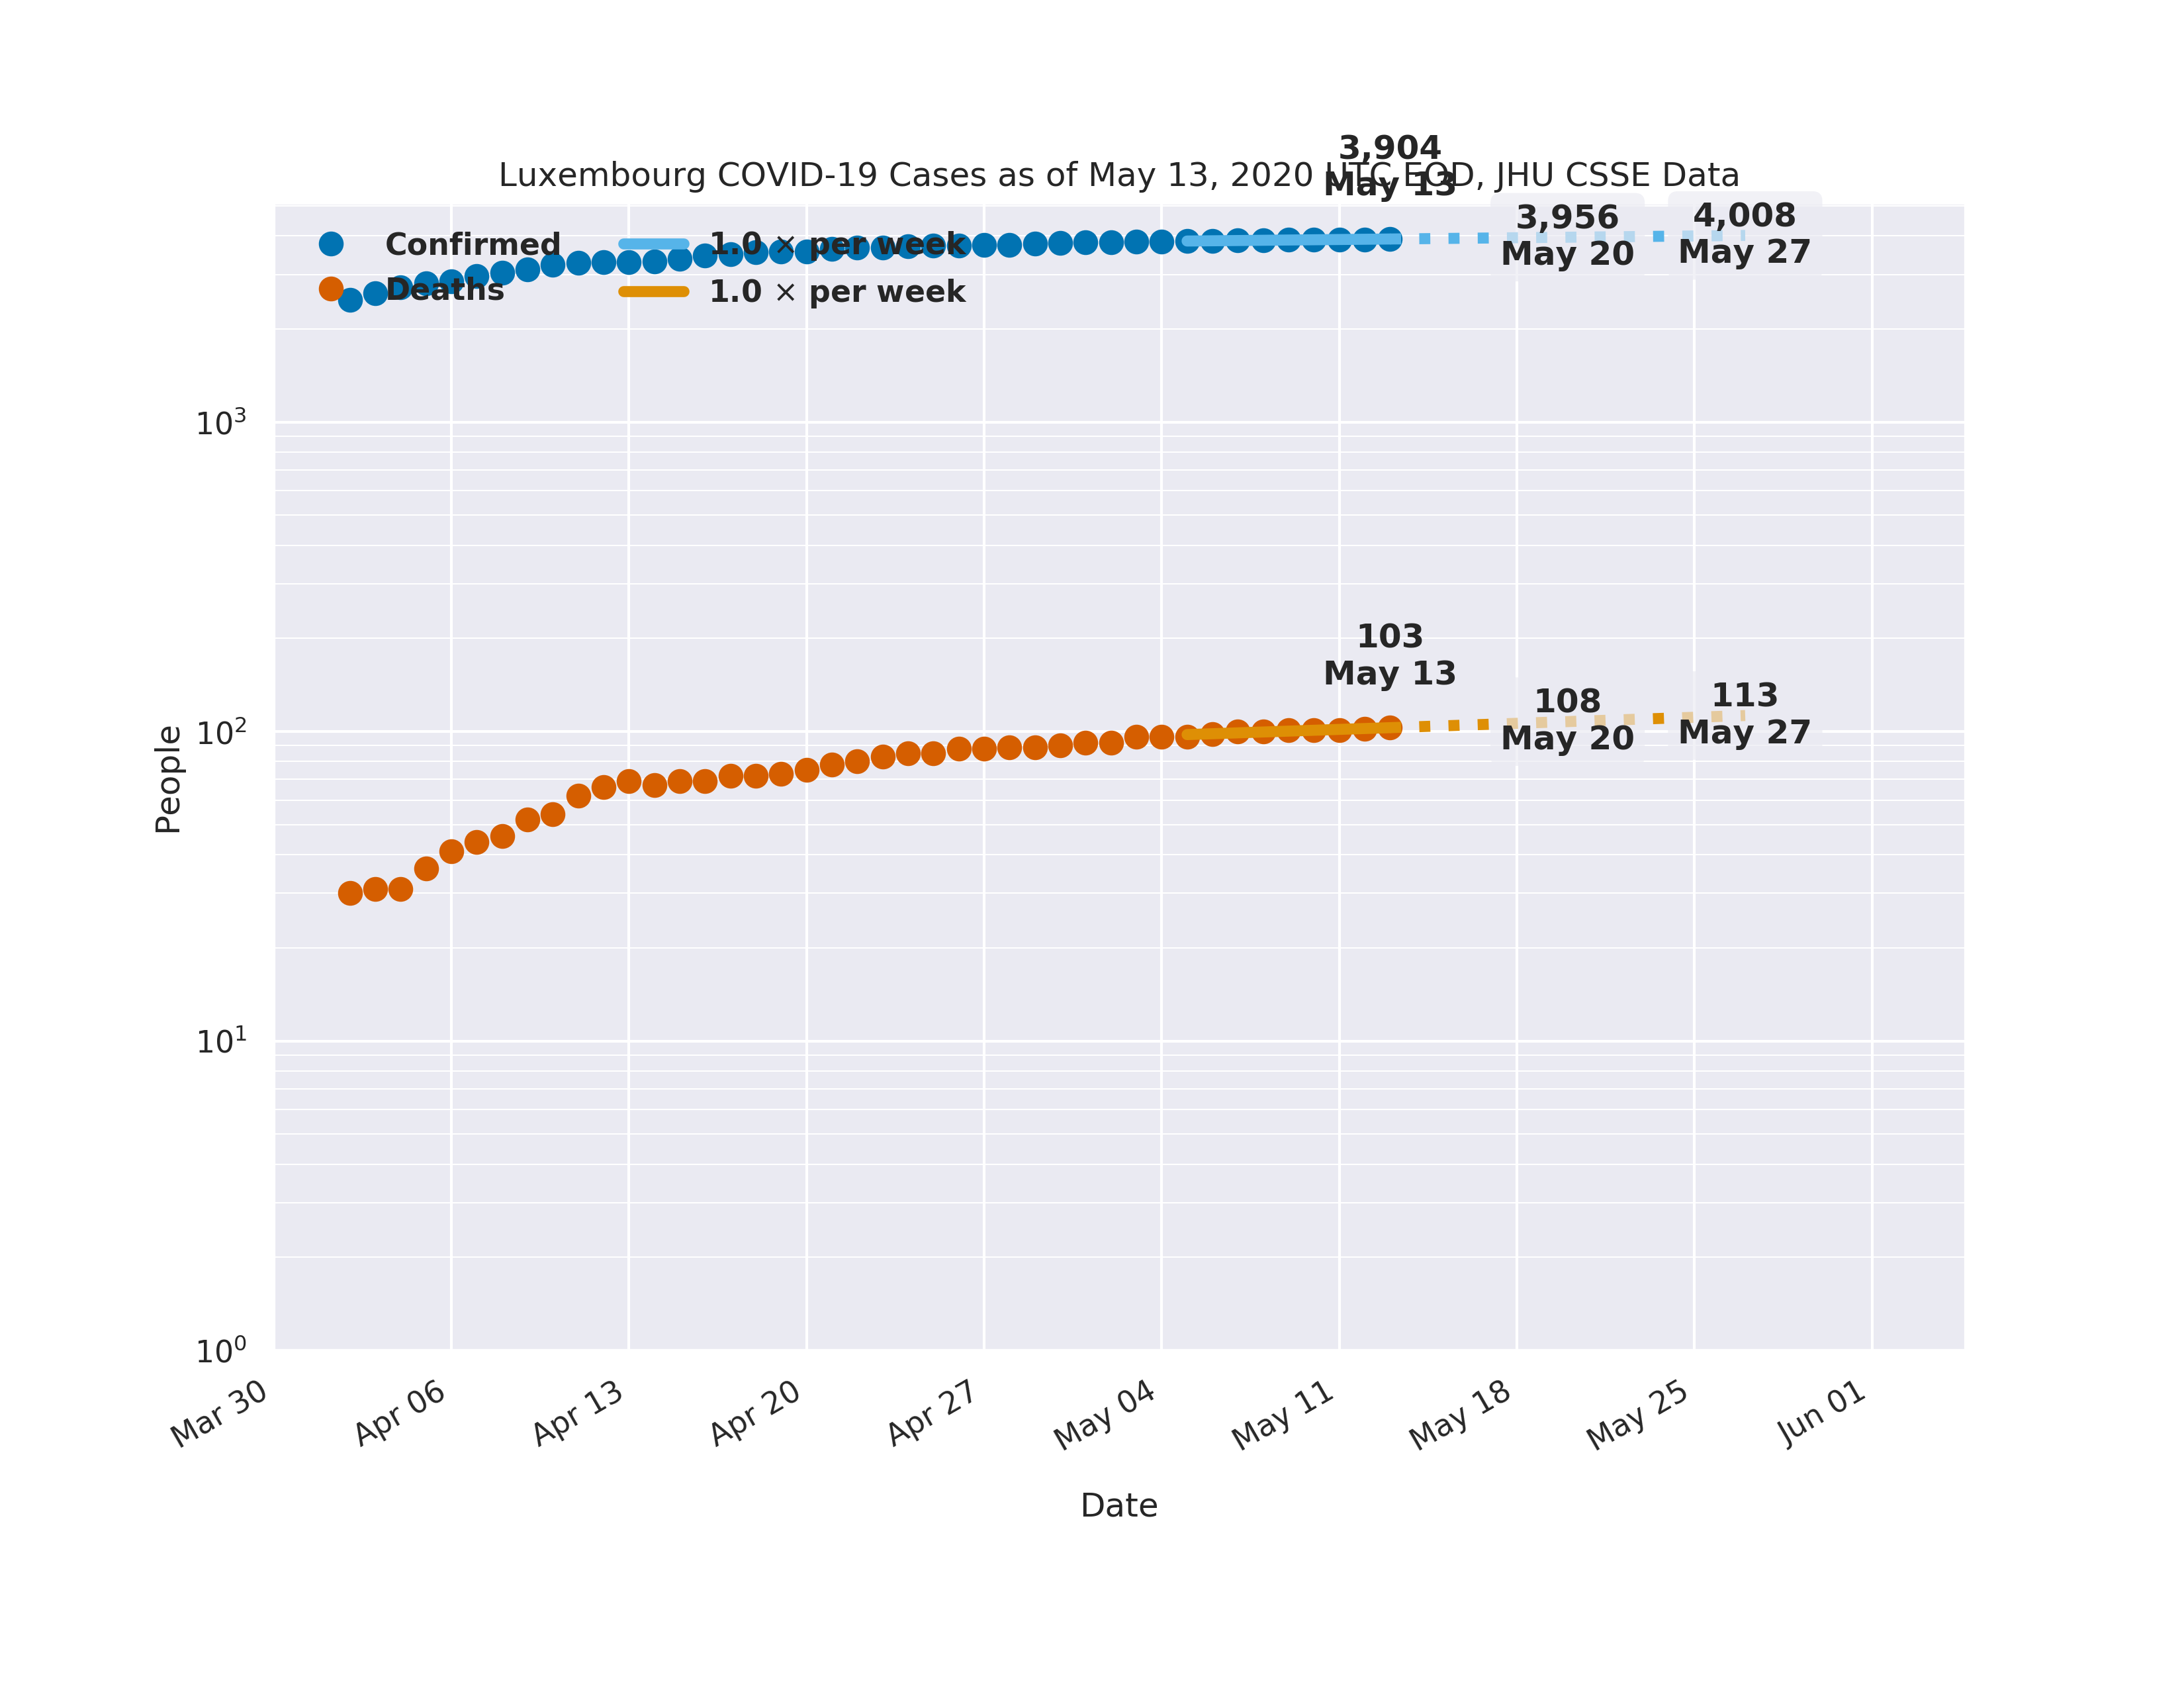 3,904
May 13
Luxembourg COVID-19 Cases as of May 13, 2020 UTC EOD, JHU CSSE Data
3,956
May 20
4,008
May 27
Confirmed
Deaths
1.0 × per week
1.0 × per week
10³
10²
10¹
10⁰
People
103
May 13
108
May 20
113
May 27
Mar 30
Apr 06
Apr 13
Apr 20
Apr 27
May 04
May 11
May 18
May 25
Jun 01
Date